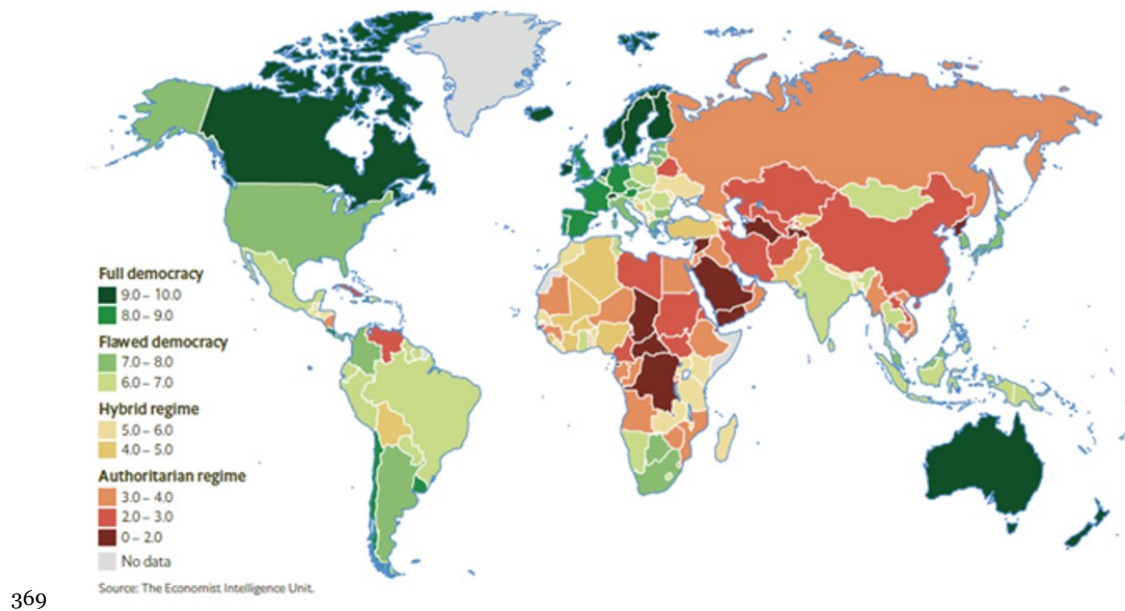 Full democracy
9.0 – 10.0
8.0 – 9.0
Flawed democracy
7.0 – 8.0
6.0 – 7.0
Hybrid regime
5.0 – 6.0
4.0 – 5.0
Authoritarian regime
3.0 – 4.0
2.0 – 3.0
0 – 2.0
No data
Source: The Economist Intelligence Unit.
369